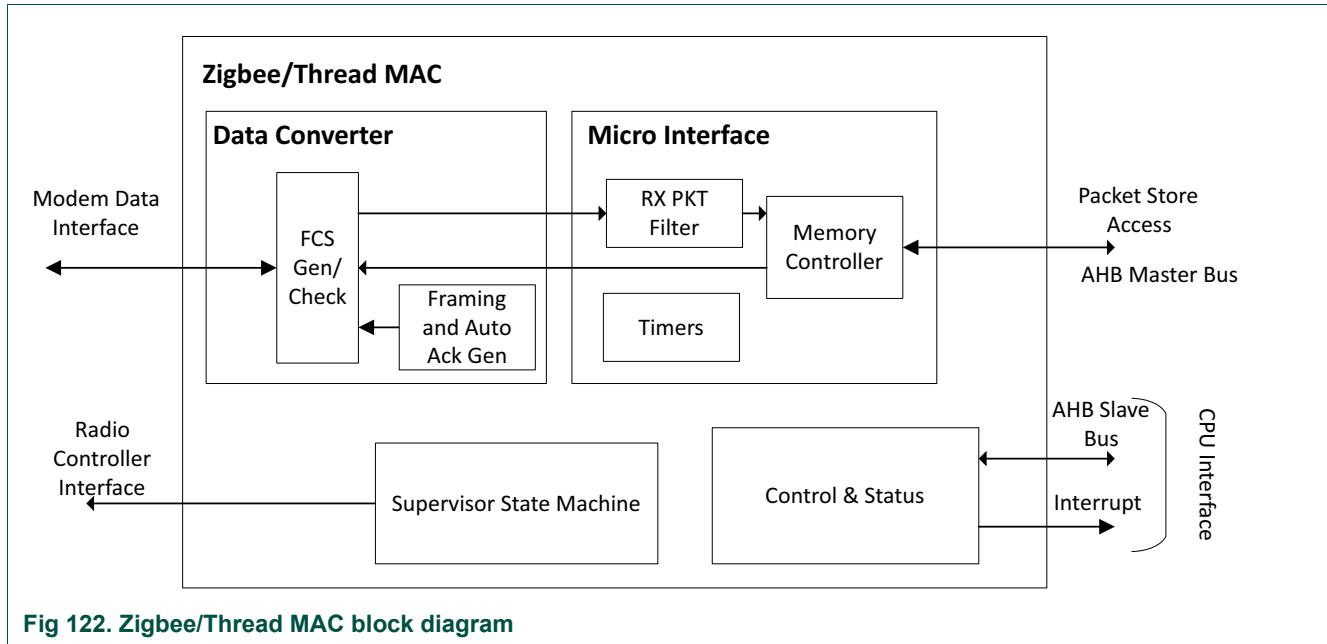 Zigbee/Thread MAC
Data Converter
Micro Interface
Modem Data
Interface
FCS
Gen/
Check
Framing
and Auto
Ack Gen
RX PKT
Filter
Memory
Controller
Timers
Packet Store
Access
AHB Master Bus
Radio
Controller
Interface
Supervisor State Machine
Control & Status
AHB Slave
Bus
Interrupt
CPU Interface
Fig 122. Zigbee/Thread MAC block diagram